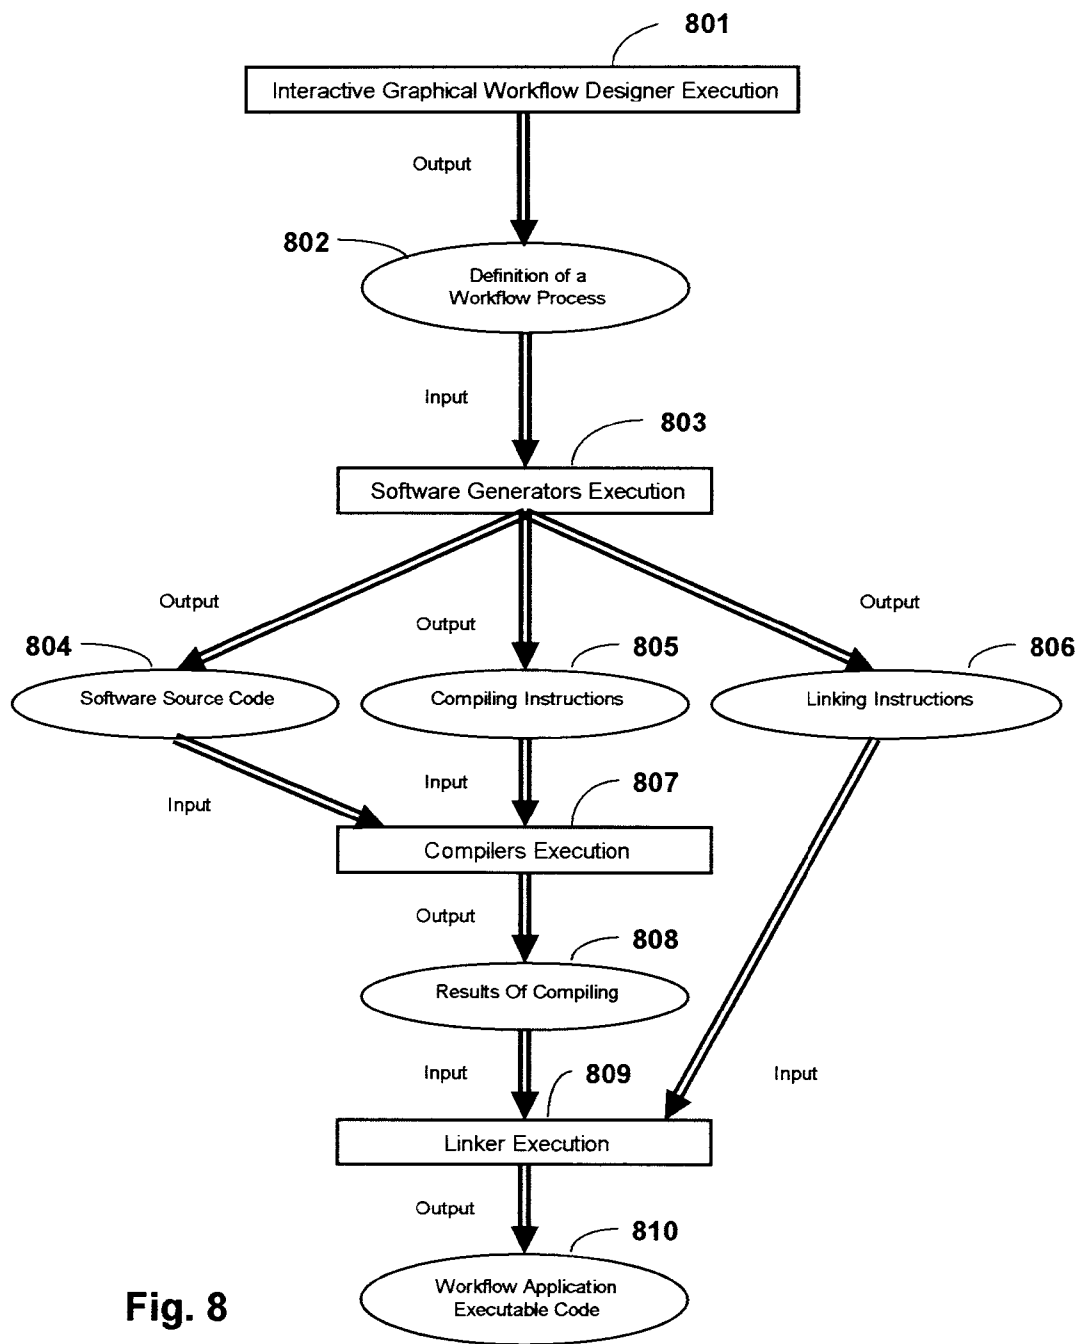 801
Interactive Graphical Workflow Designer Execution
Output
802
Definition of a
Workflow Process
Input
803
Software Generators Execution
Output
Output
Output
804
805
806
Software Source Code
Compiling Instructions
Linking Instructions
Input
Input
807
Compilers Execution
Output
808
Results Of Compiling
Input
809
Input
Linker Execution
Output
810
Workflow Application
Executable Code
Fig. 8